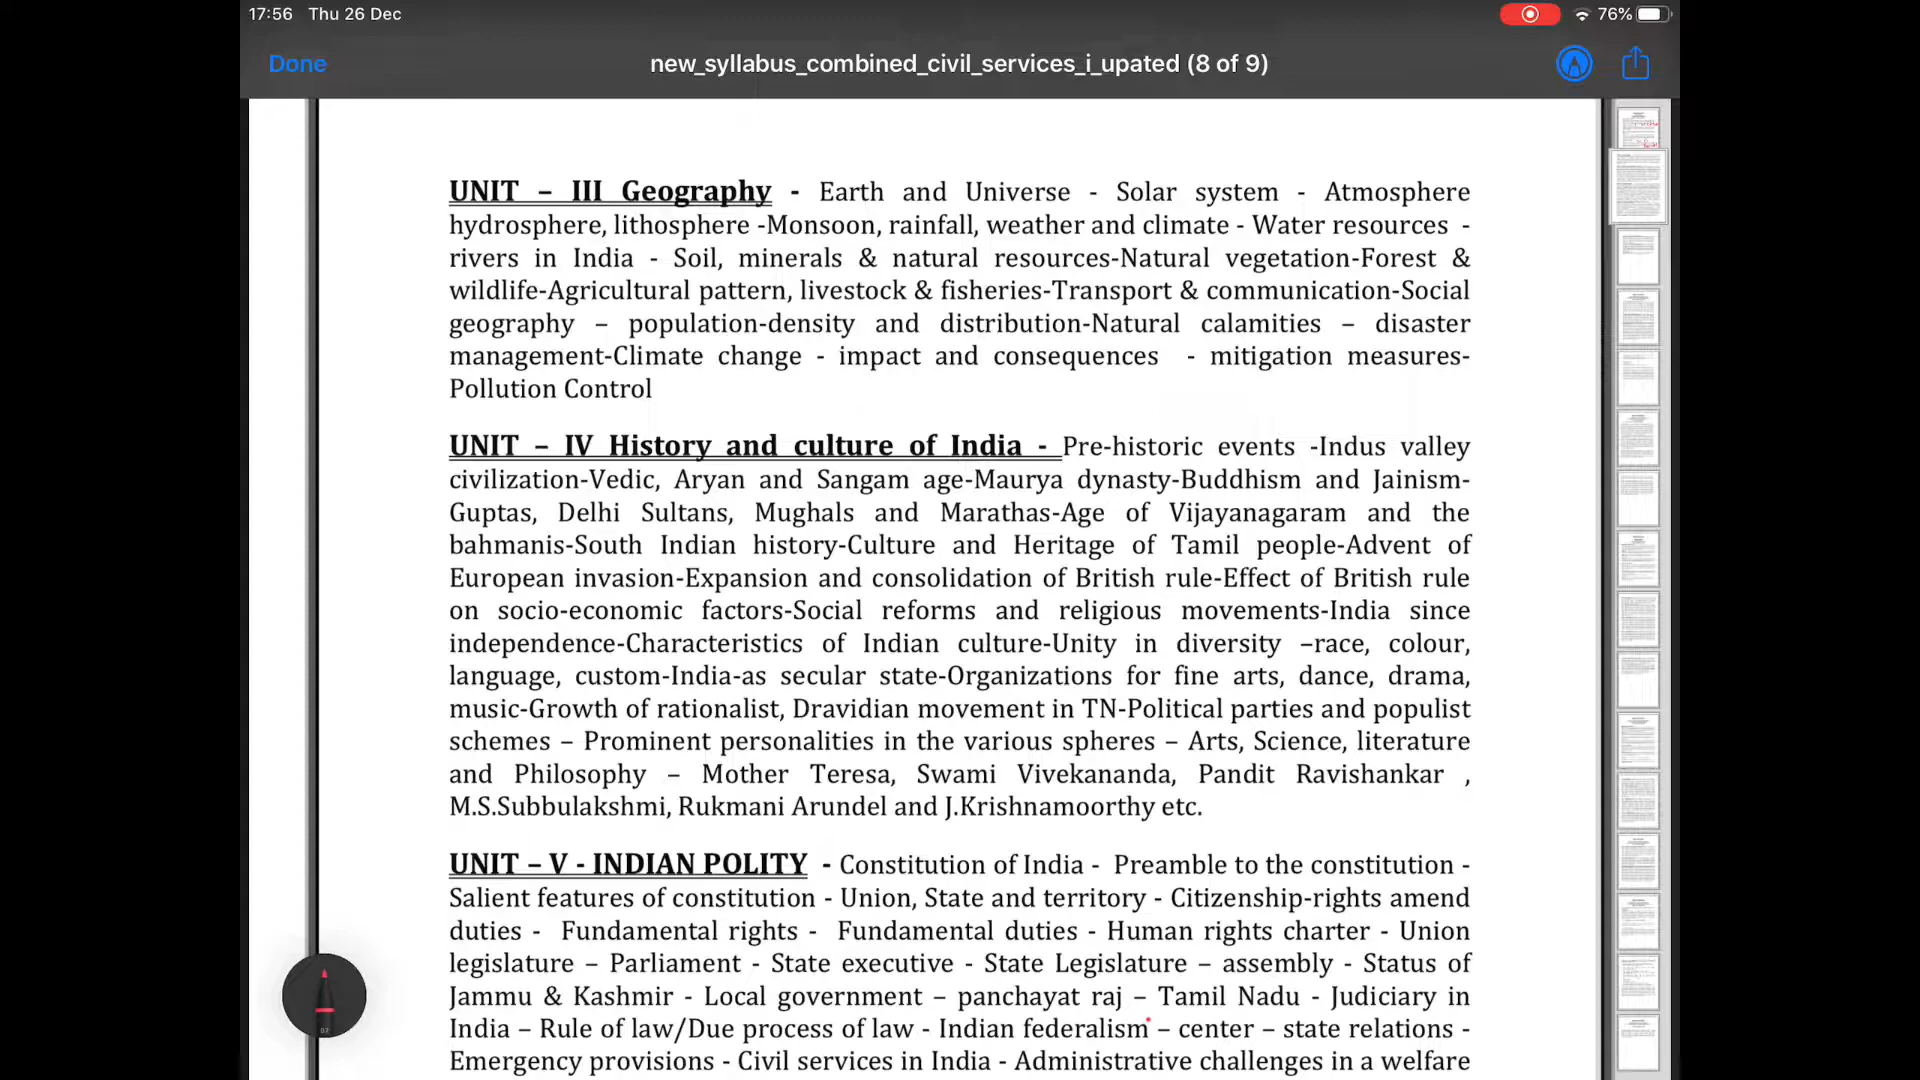 17:56 Thu 26 Dec
76%
Done
new_syllabus_combined_civil_services_i_upated (8 of 9)
UNIT – III Geography - Earth and Universe - Solar system - Atmosphere
hydrosphere, lithosphere -Monsoon, rainfall, weather and climate - Water resources -
rivers in India - Soil, minerals & natural resources-Natural vegetation-Forest &
wildlife-Agricultural pattern, livestock & fisheries-Transport & communication-Social
geography – population-density and distribution-Natural calamities – disaster
management-Climate change - impact and consequences - mitigation measures-
Pollution Control
UNIT – IV History and culture of India - Pre-historic events -Indus valley
civilization-Vedic, Aryan and Sangam age-Maurya dynasty-Buddhism and Jainism-
Guptas, Delhi Sultans, Mughals and Marathas-Age of Vijayanagaram and the
bahmanis-South Indian history-Culture and Heritage of Tamil people-Advent of
European invasion-Expansion and consolidation of British rule-Effect of British rule
on socio-economic factors-Social reforms and religious movements-India since
independence-Characteristics of Indian culture-Unity in diversity –race, colour,
language, custom-India-as secular state-Organizations for fine arts, dance, drama,
music-Growth of rationalist, Dravidian movement in TN-Political parties and populist
schemes – Prominent personalities in the various spheres – Arts, Science, literature
and Philosophy – Mother Teresa, Swami Vivekananda, Pandit Ravishankar ,
M.S.Subbulakshmi, Rukmani Arundel and J.Krishnamoorthy etc.
UNIT – V - INDIAN POLITY - Constitution of India - Preamble to the constitution -
Salient features of constitution - Union, State and territory - Citizenship-rights amend
duties - Fundamental rights - Fundamental duties - Human rights charter - Union
legislature – Parliament - State executive - State Legislature – assembly - Status of
Jammu & Kashmir - Local government – panchayat raj – Tamil Nadu - Judiciary in
India – Rule of law/Due process of law - Indian federalism – center – state relations -
Emergency provisions - Civil services in India - Administrative challenges in a welfare
97